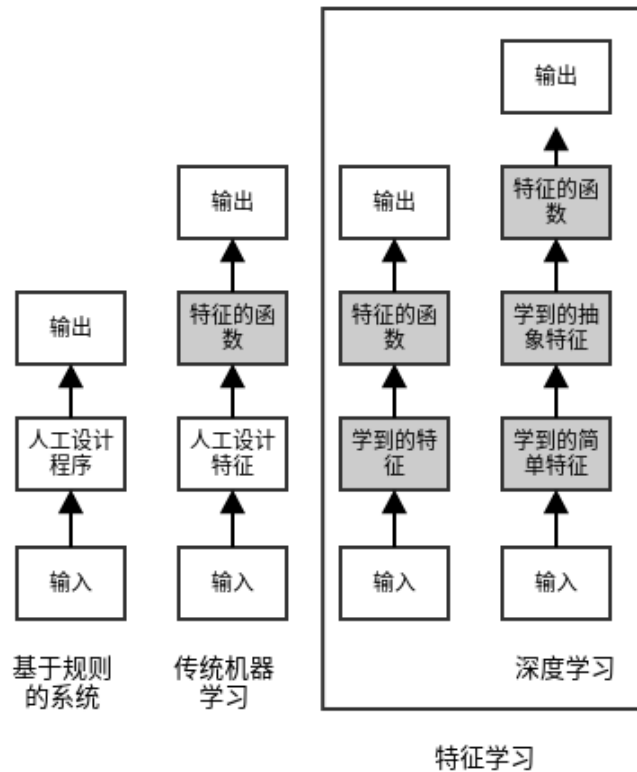 输出
输出
输出
特征的函
数
输出
特征的函
数
特征的函
数
学到的抽
象特征
人工设计
程序
人工设计
特征
学到的特
征
学到的简
单特征
输入
输入
输入
输入
基于规则
的系统
传统机器
学习
深度学习
特征学习